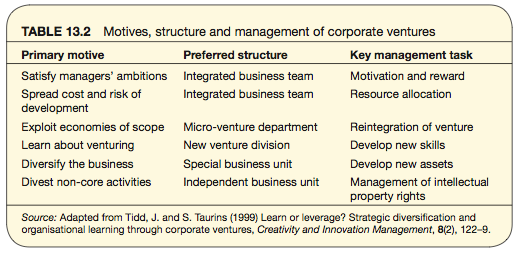 TABLE 13.2 Motives, structure and management of corporate ventures
Primary motive Preferred structure Key management task
Satisfy managers' ambitions Integrated business team Motivation and reward
Spread cost and risk of Integrated business team Resource allocation
development
Exploit economies of scope Micro-venture department Reintegration of venture
Learn about venturing New venture division Develop new skills
Diversify the business Special business unit Develop new assets
Divest non-core activities Independent business unit Management of intellectual
property rights
Source: Adapted from Tidd, J. and S. Taurins (1999) Learn or leverage? Strategic diversification and
organisational learning through corporate ventures, Creativity and Innovation Management, 8(2), 122–9.